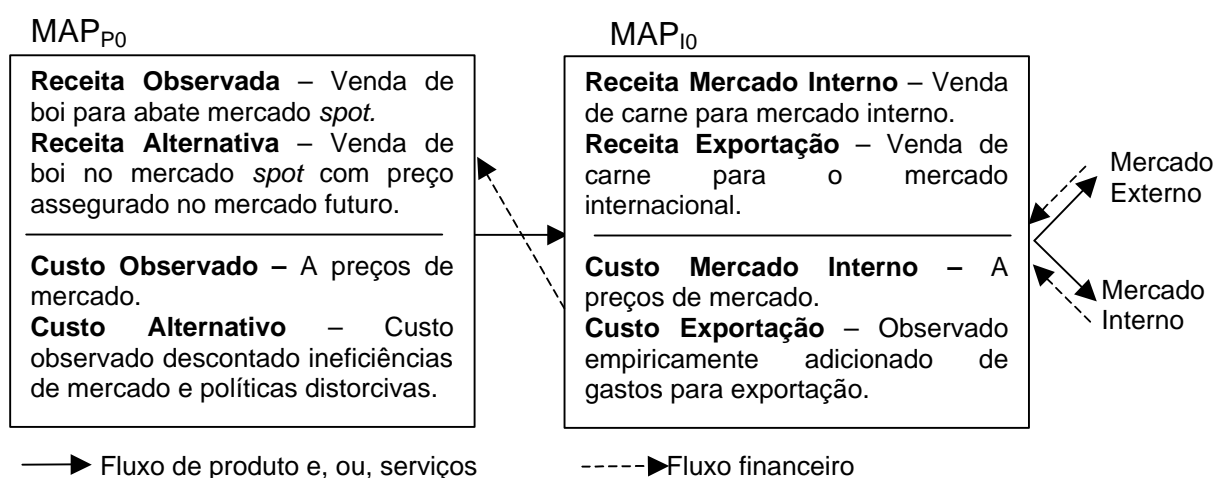 MAPP0
Receita Observada – Venda de
boi para abate mercado spot.
Receita Alternativa – Venda de
boi no mercado spot com preço
assegurado no mercado futuro.
Custo Observado – A preços de
mercado.
Custo Alternativo – Custo
observado descontado ineficiências
de mercado e políticas distorcivas.
MAPI0
Receita Mercado Interno – Venda
de carne para mercado interno.
Receita Exportação – Venda de
carne para o mercado
internacional.
Custo Mercado Interno – A
preços de mercado.
Custo Exportação – Observado
empiricamente adicionado de
gastos para exportação.
Mercado
Externo
Mercado
Interno
Fluxo de produto e, ou, serviços
Fluxo financeiro